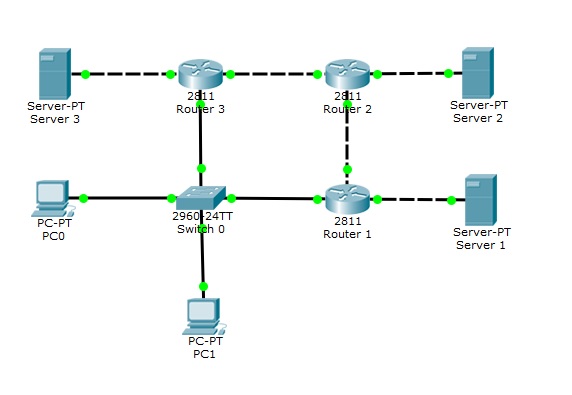 Server-PT
Server 3
2811
Router 3
2811
Router 2
Server-PT
Server 2
PC-PT
PC0
2960-24TT
Switch 0
2811
Router 1
Server-PT
Server 1
PC-PT
PC1